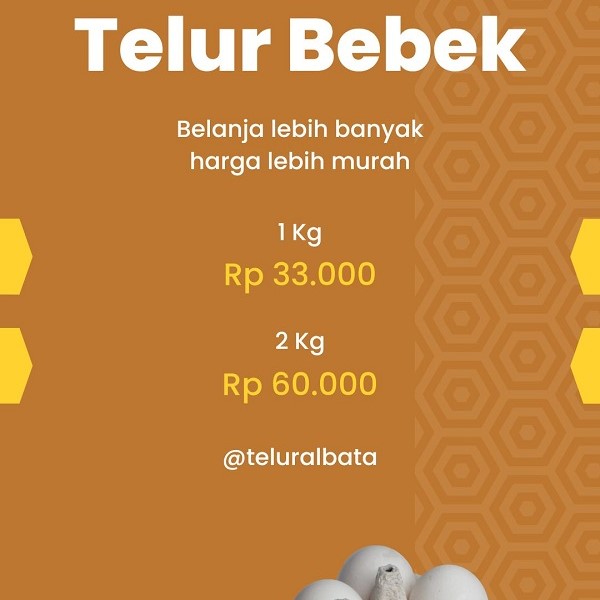 Telur Bebek
Belanja lebih banyak
harga lebih murah
1 Kg
Rp 33.000
2 Kg
Rp 60.000
@teluralbata